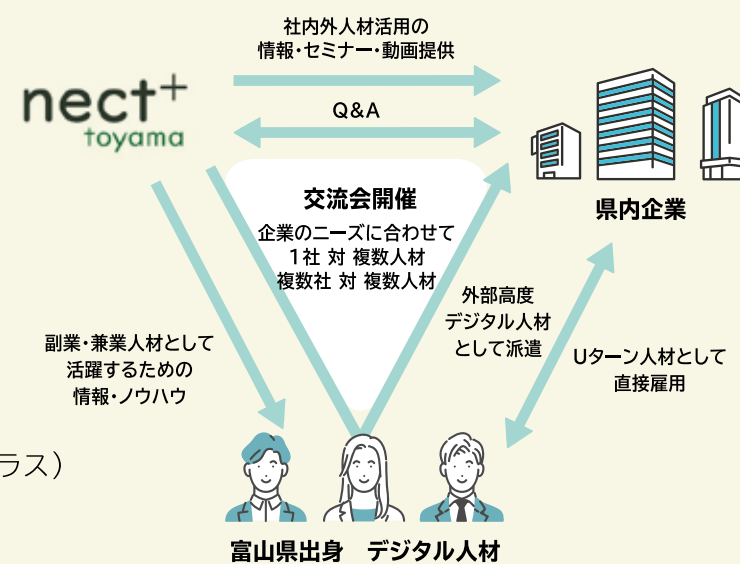 社内外人材活用の
情報・セミナー・動画提供
nect+
toyama
Q&A
交流会開催
企業のニーズに合わせて
1社 対 複数人材
複数社 対 複数人材
県内企業
外部高度
デジタル人材
として派遣
Uターン人材として
直接雇用
副業・兼業人材として
活躍するための
情報・ノウハウ
ラス）
富山県出身 デジタル人材